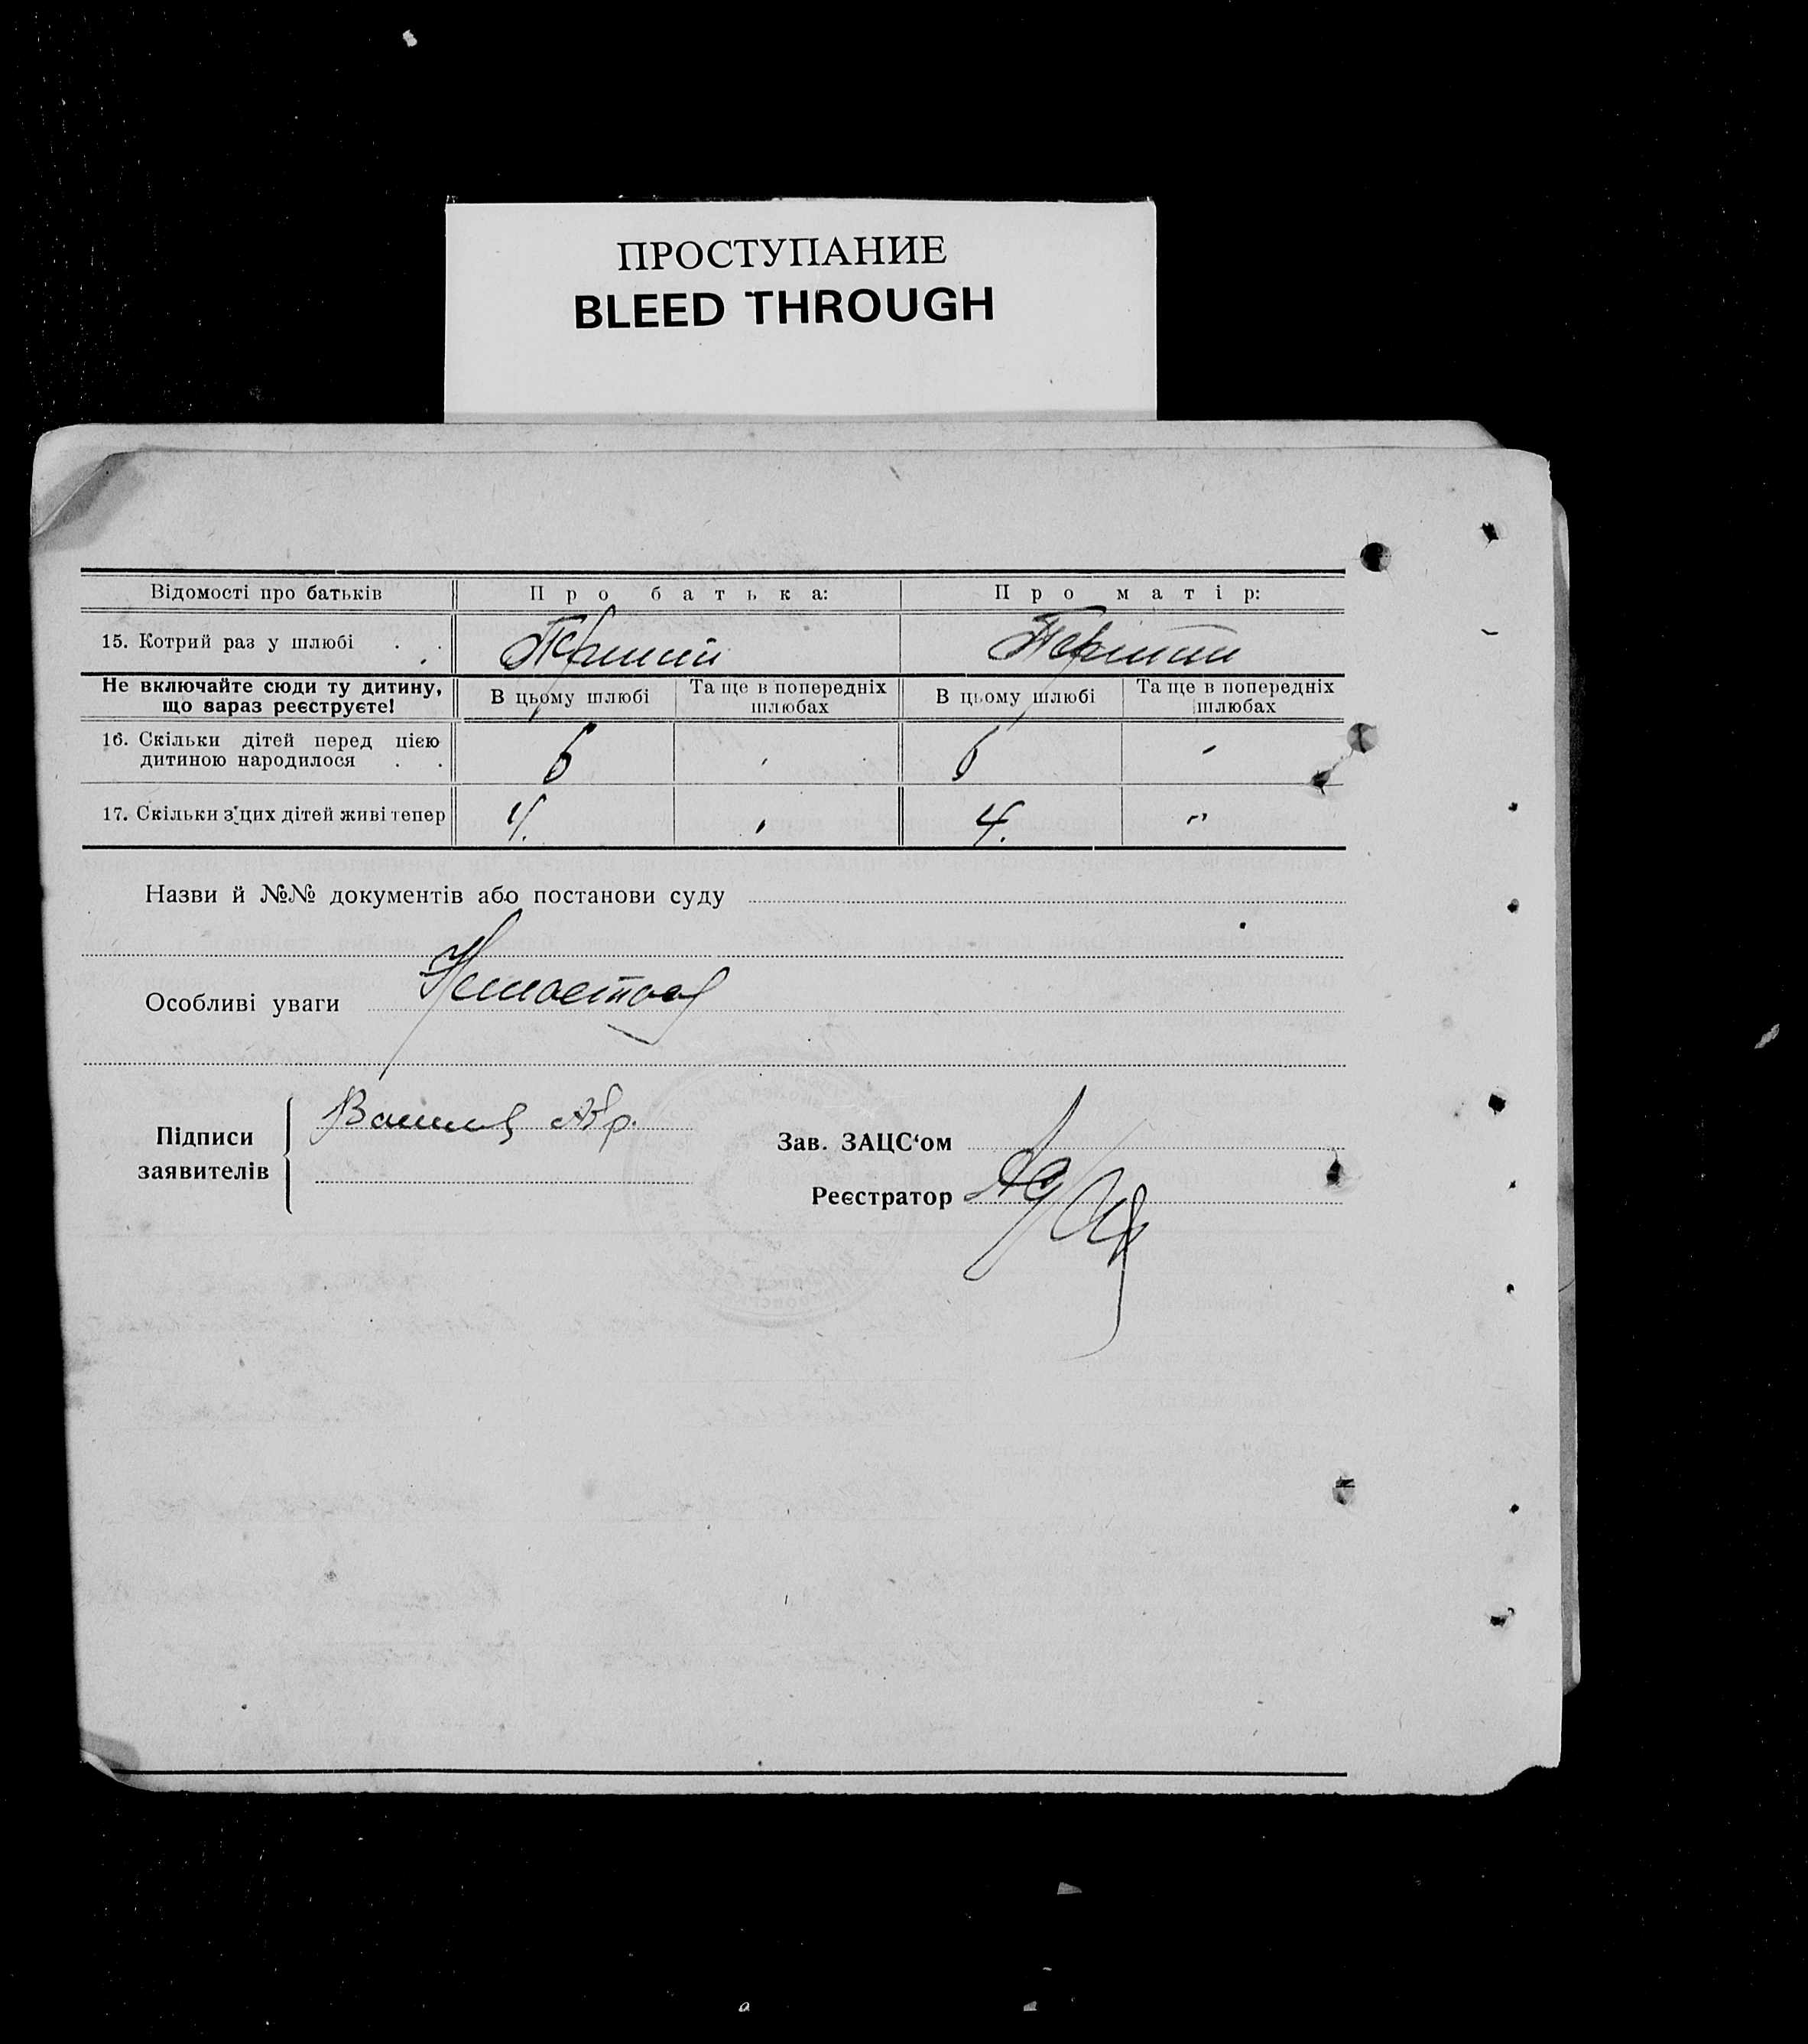 ПРОСТУПАНИЕ
BLEED THROUGH
Відомості про батьків Про батька: Про матір:
15. Котрий раз у шлюбі . . Перший Перший
Не включайте сюди ту дитину, що вараз реєструєте! В цьому шлюбі Та ще в попередніх шлюбах В цьому шлюбі Та ще в попередніх шлюбах
16. Скільки дітей перед цією
дитиною народилося . . 6 6
17. Скільки з цих дітей живі тепер 4. 4.
Назви й №№ документів або постанови суду
Особливі уваги
Підписи заявителів
Зав. ЗАЦС‘ом
Реєстратор